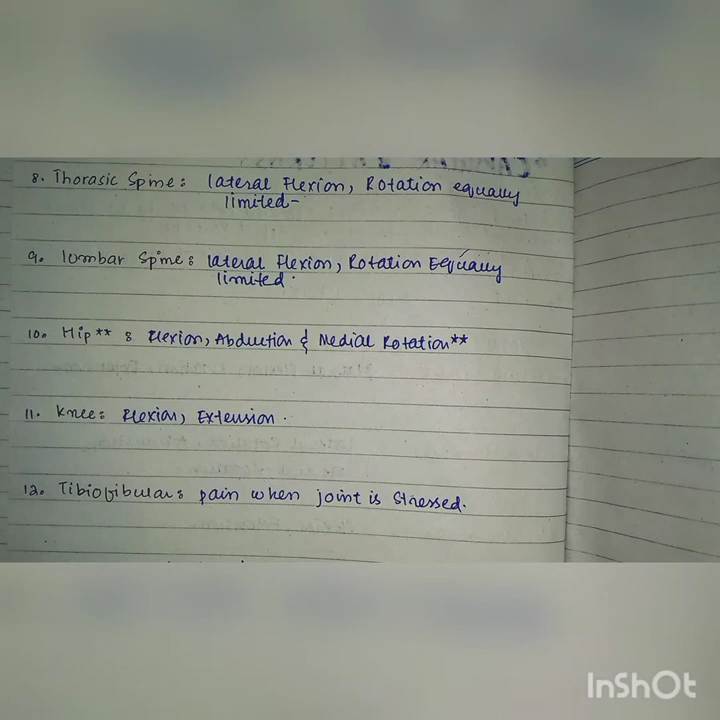 8. Thorasic Spine: lateral Flexion, Rotation equally
limited-
9. lumbar Spine: lateral Flexion, Rotation Equally
limited.
10. Hip** : Flexion, Abduction & Medial Rotation**
11. Knee: Flexion, Extension.
12. Tibiofibular: pain when joint is stressed.
InShOt